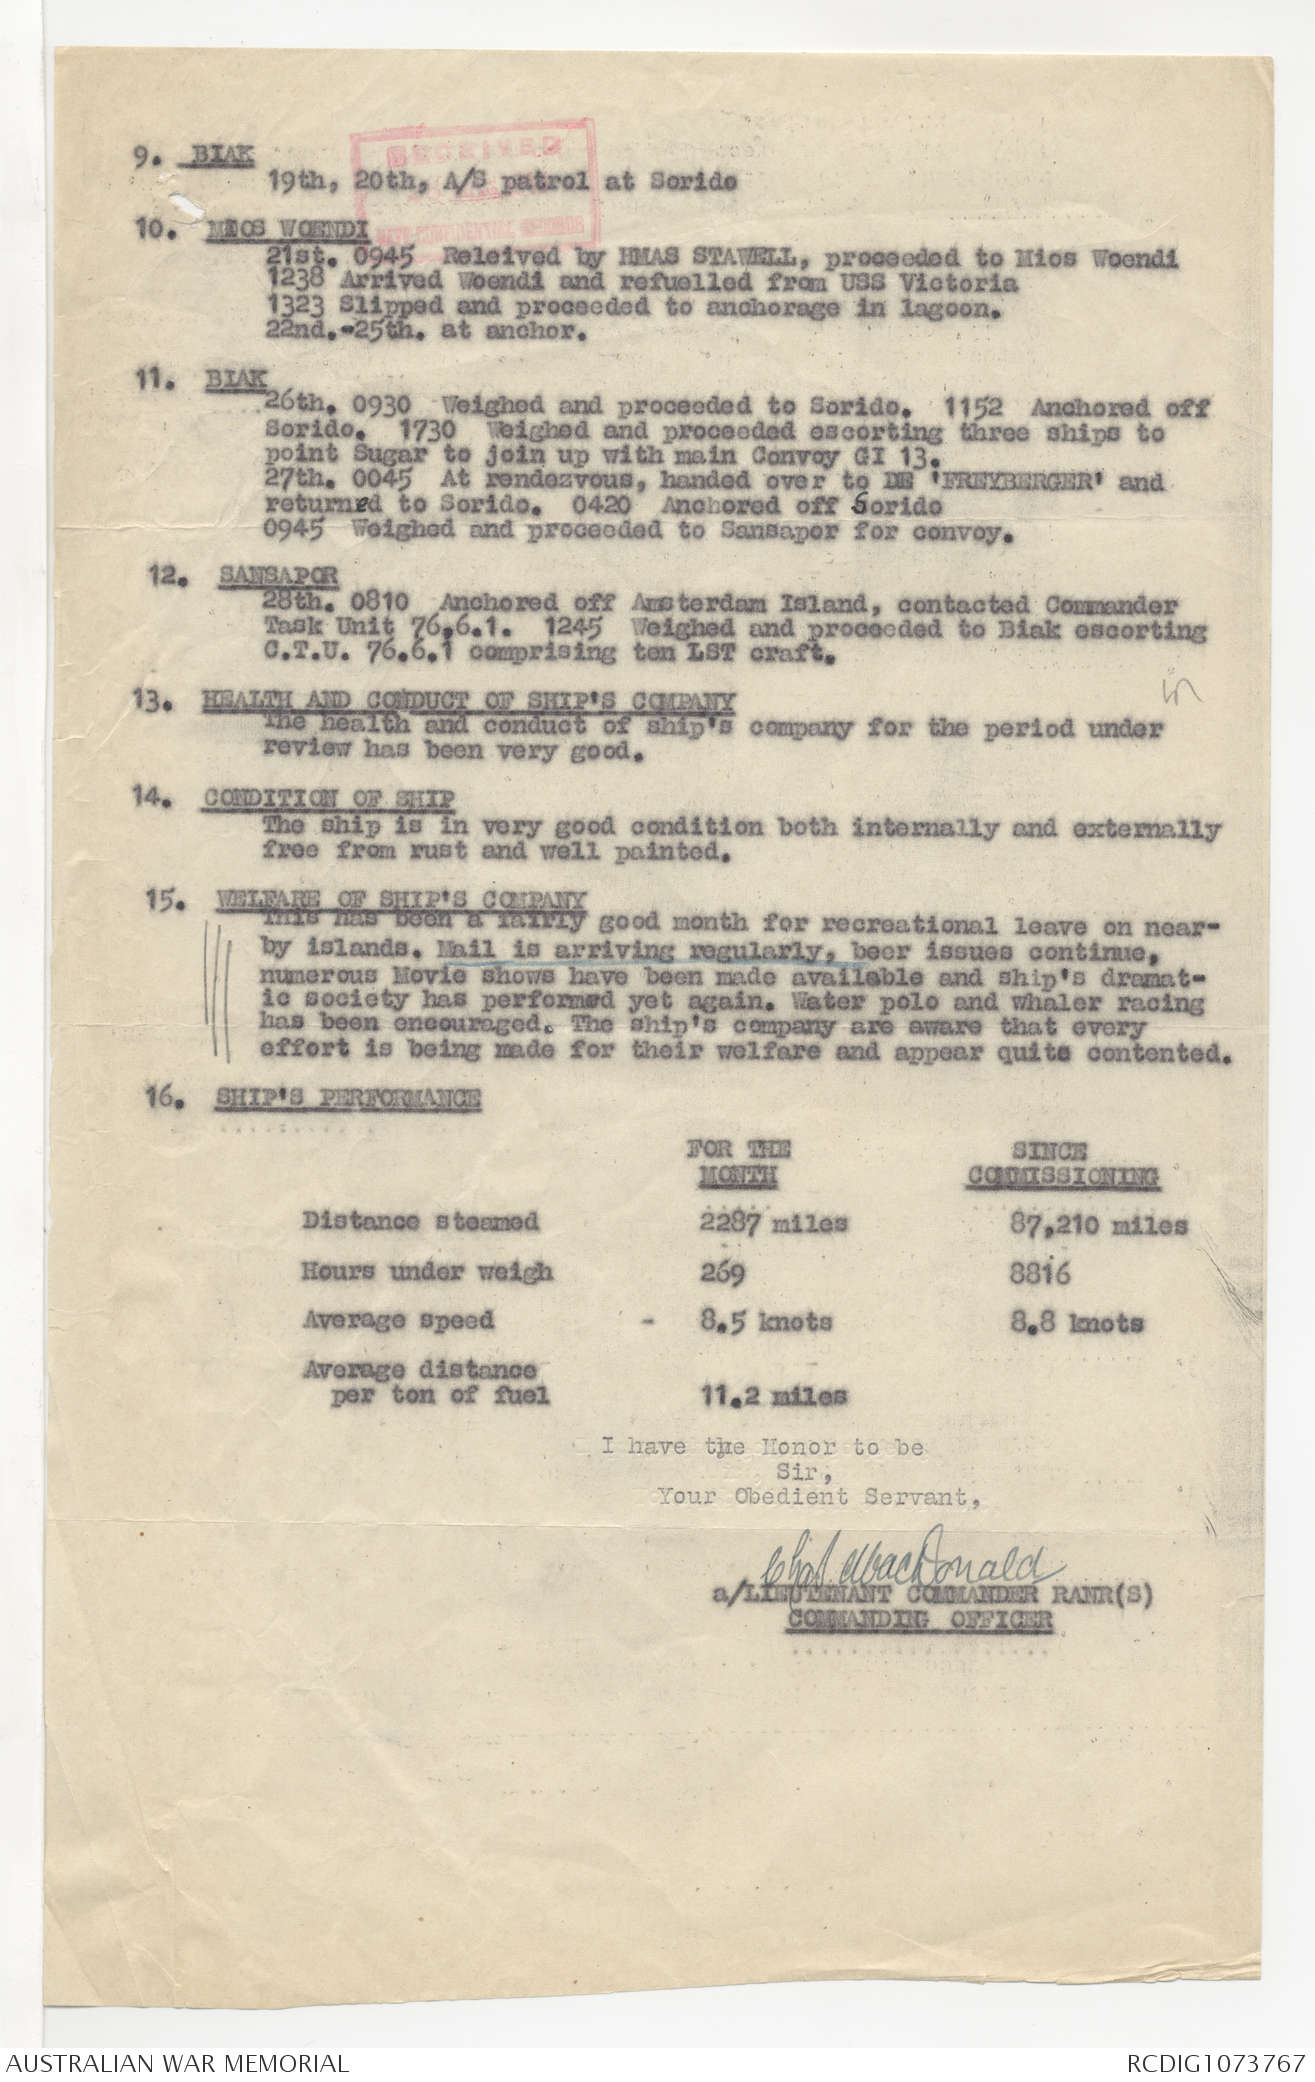 RECEIVED
9. BIAK
19th, 20th, A/S patrol at Sorido
10. MIOS WOENDI
21st. 0945 Releived by HMAS STAWELL, proceeded to Mios Woendi
1238 Arrived Woendi and refuelled from USS Victoria
1323 Slipped and proceeded to anchorage in lagoon.
22nd.-25th. at anchor.
11. BIAK
26th. 0930 Weighed and proceeded to Sorido. 1152 Anchored off
Sorido. 1730 Weighed and proceeded escorting three ships to
point Sugar to join up with main Convoy GI 13.
27th. 0045 At rendezvous, handed over to DE 'FREYBERGER' and
returned to Sorido. 0420 Anchored off Sorido
0945 Weighed and proceeded to Sansapor for convoy.
12. SANSAPOR
28th. 0810 Anchored off Amsterdam Island, contacted Commander
Task Unit 76.6.1. 1245 Weighed and proceeded to Biak escorting
C.T.U. 76.6.1 comprising ten LST craft.
13. HEALTH AND CONDUCT OF SHIP'S COMPANY
The health and conduct of ship's company for the period under
review has been very good.
14. CONDITION OF SHIP
The ship is in very good condition both internally and externally
free from rust and well painted.
15. WELFARE OF SHIP'S COMPANY
This has been a fairly good month for recreational leave on near-
by islands. Mail is arriving regularly, beer issues continue,
numerous Movie shows have been made available and ship's dramat-
ic society has performed yet again. Water polo and whaler racing
has been encouraged. The ship's company are aware that every
effort is being made for their welfare and appear quite contented.
16. SHIP'S PERFORMANCE
FOR THE SINCE
MONTH COMMISSIONING
Distance steamed 2287 miles 87,210 miles
Hours under weigh 269 8816
Average speed - 8.5 knots 8.8 knots
Average distance
per ton of fuel 11.2 miles
I have the Honor to be
Sir,
Your Obedient Servant,
Chas MacDonald
a/LIEUTENANT COMMANDER RANR(S)
COMMANDING OFFICER
AUSTRALIAN WAR MEMORIAL RCDIG1073767